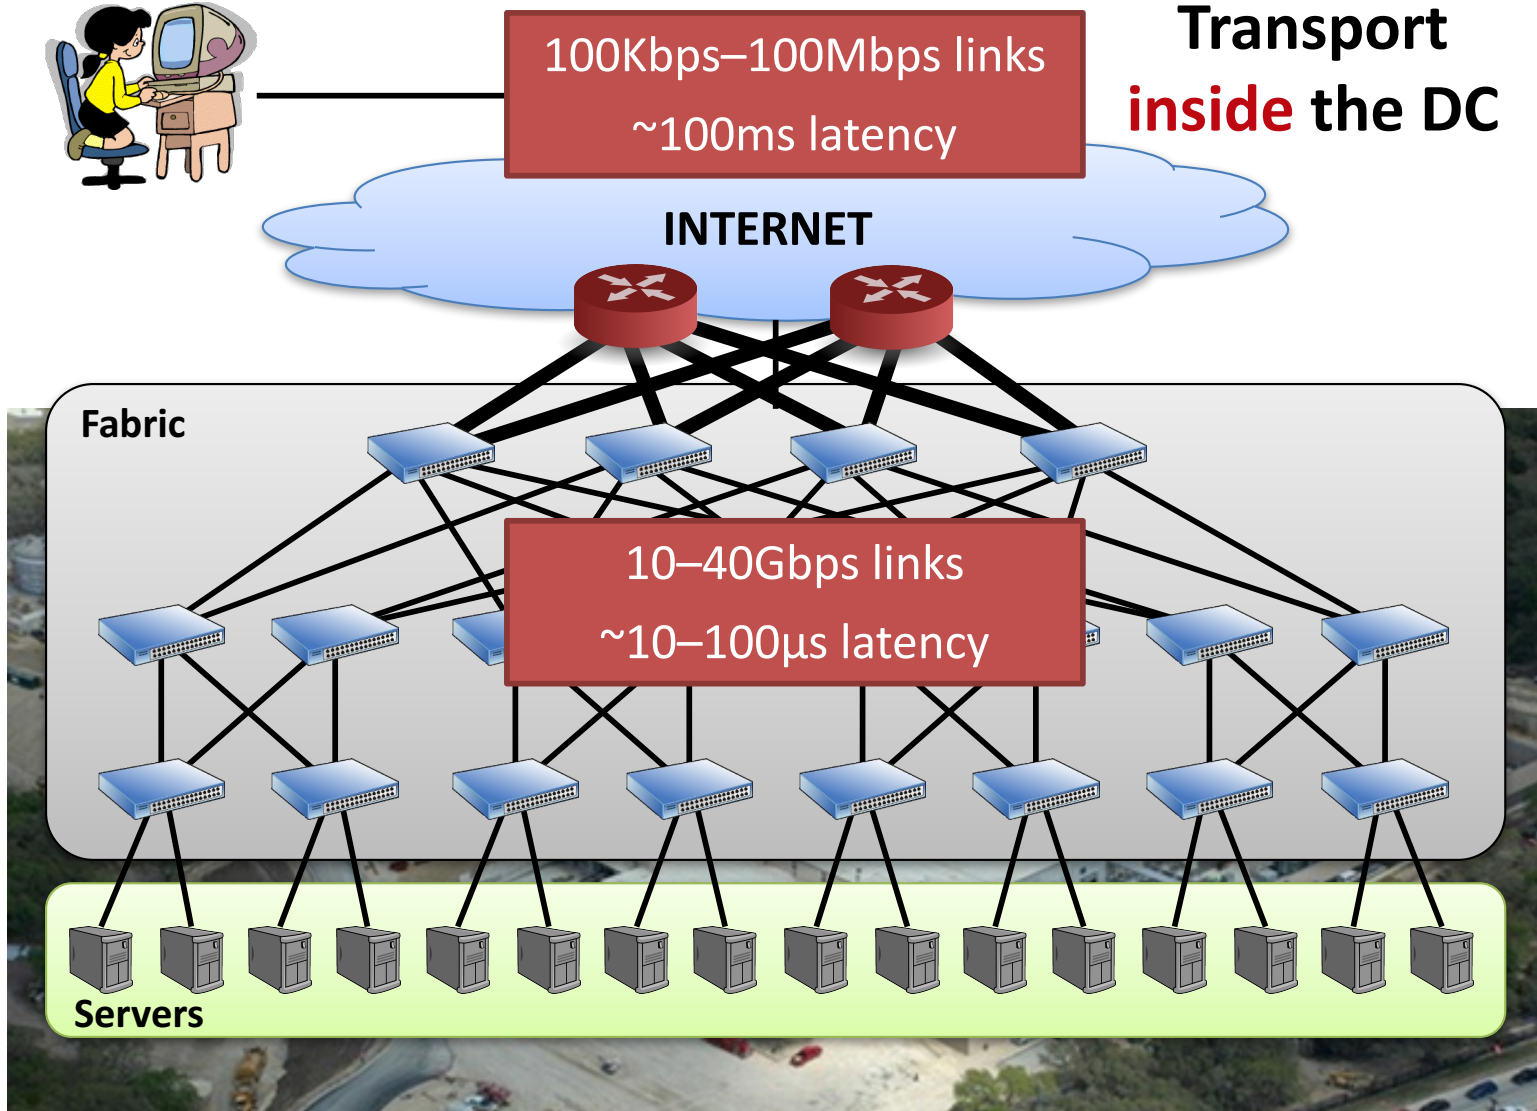 Transport
inside the DC
100Kbps–100Mbps links
~100ms latency
INTERNET
Fabric
10–40Gbps links
~10–100μs latency
Servers